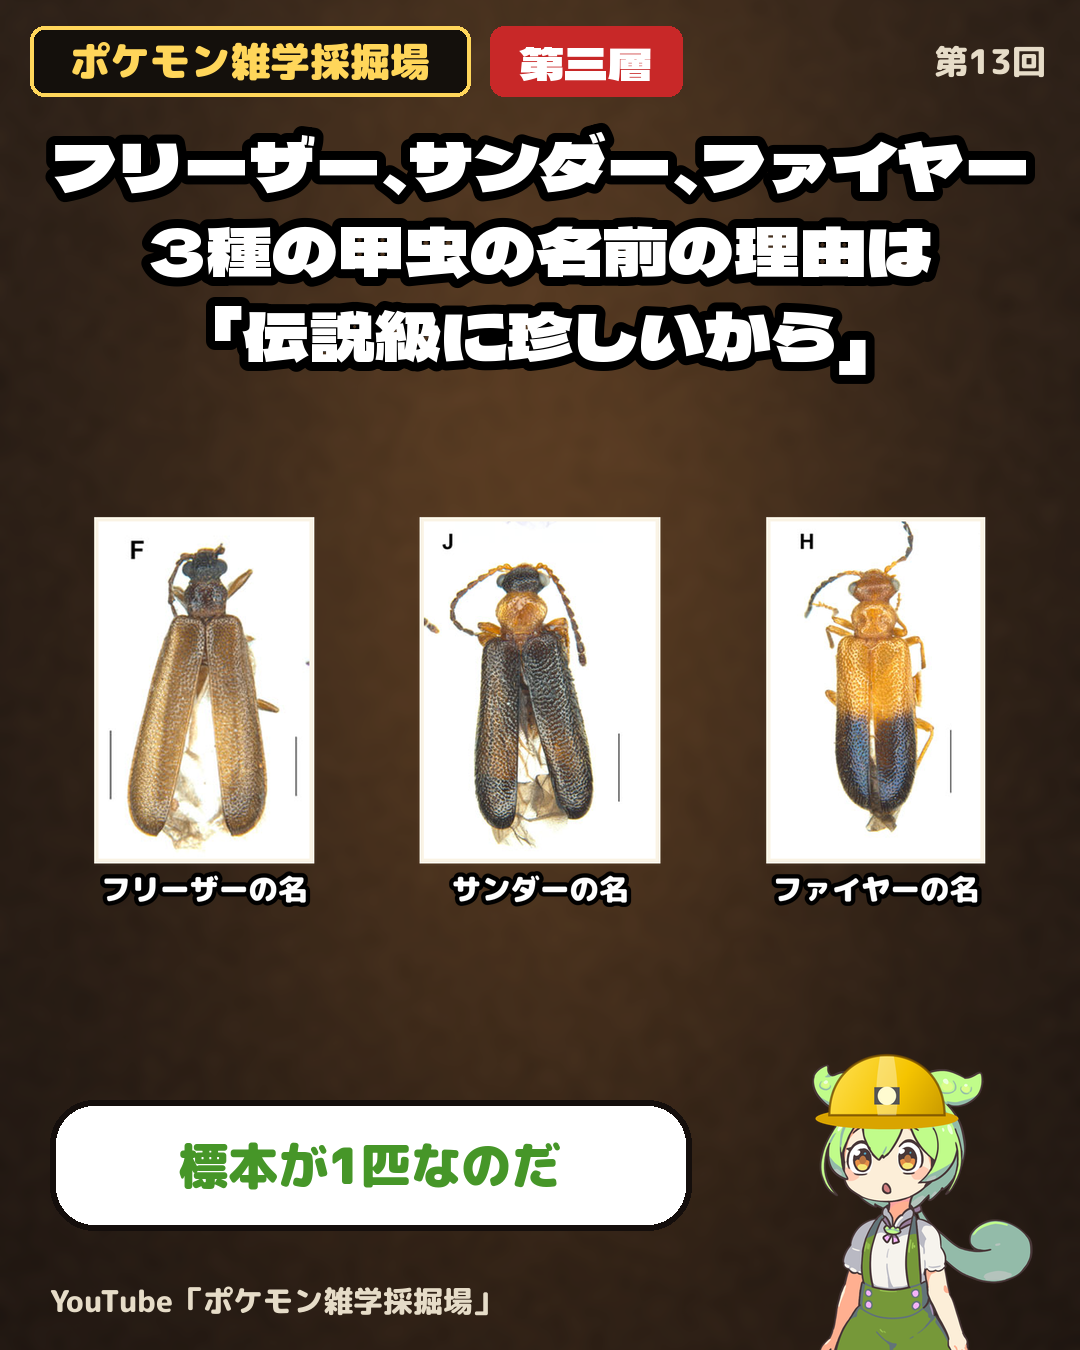 ポケモン雑学採掘場
第三層
第13回
フリーザー、サンダー、ファイヤー
3種の甲虫の名前の理由は
「伝説級に珍しいから」
F
J
H
フリーザーの名
サンダーの名
ファイヤーの名
標本が1匹なのだ
YouTube「ポケモン雑学採掘場」